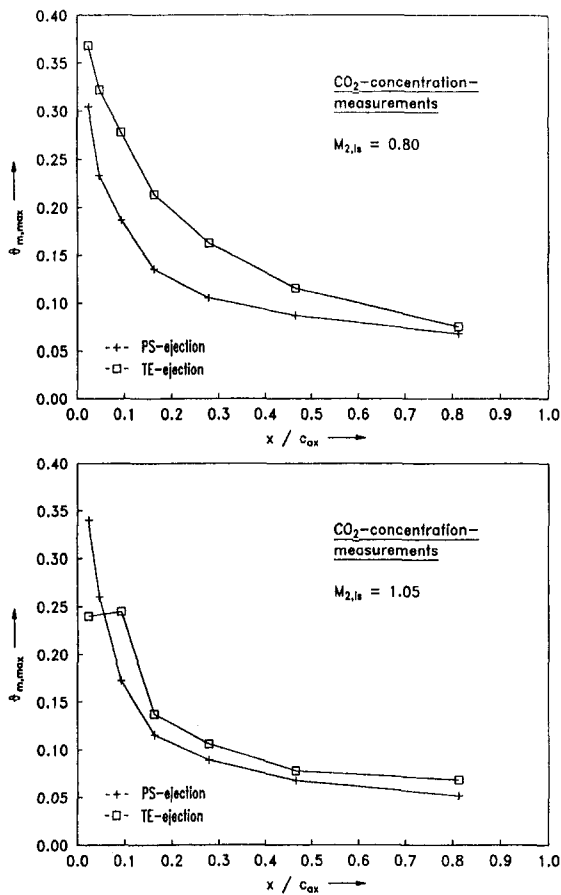 0.40
0.35
0.30
0.25
0.20
0.15
0.10
0.05
0.00
ϑm,max
CO₂-concentration-
measurements
M₂,is = 0.80
PS-ejection
TE-ejection
0.0 0.1 0.2 0.3 0.4 0.5 0.6 0.7 0.8 0.9 1.0
x / cax
0.40
0.35
0.30
0.25
0.20
0.15
0.10
0.05
0.00
ϑm,max
CO₂-concentration-
measurements
M₂,is = 1.05
PS-ejection
TE-ejection
0.0 0.1 0.2 0.3 0.4 0.5 0.6 0.7 0.8 0.9 1.0
x / cax